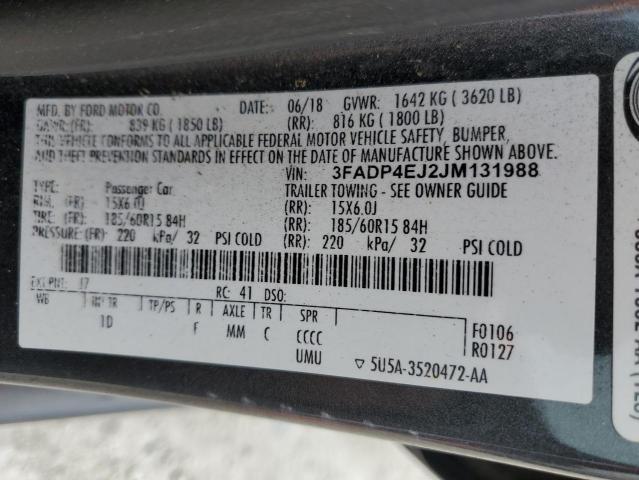 MFD. BY FORD MOTOR CO. DATE: 06/18 GVWR: 1642 KG ( 3620 LB)
GAWR:(FR): 839 KG ( 1850 LB) (RR): 816 KG ( 1800 LB)
THIS VEHICLE CONFORMS TO ALL APPLICABLE FEDERAL MOTOR VEHICLE SAFETY, BUMPER,
AND THEFT PREVENTION STANDARDS IN EFFECT ON THE DATE OF MANUFACTURE SHOWN ABOVE.
VIN: 3FADP4EJ2JM131988
TYPE: Passenger Car TRAILER TOWING - SEE OWNER GUIDE
RIM: (FR) 15X6.0J (RR): 15X6.0J
TIRE: (FR) 185/60R15 84H (RR): 185/60R15 84H
PRESSURE: (FR) 220 kPa/ 32 PSI COLD (RR): 220 kPa/ 32 PSI COLD
EXT PNT: J7 RC: 41 DSO:
WB INT TR TP/PS R AXLE TR SPR
1D F MM C CCCC F0106
UMU R0127
▽ 5U5A-3520472-AA